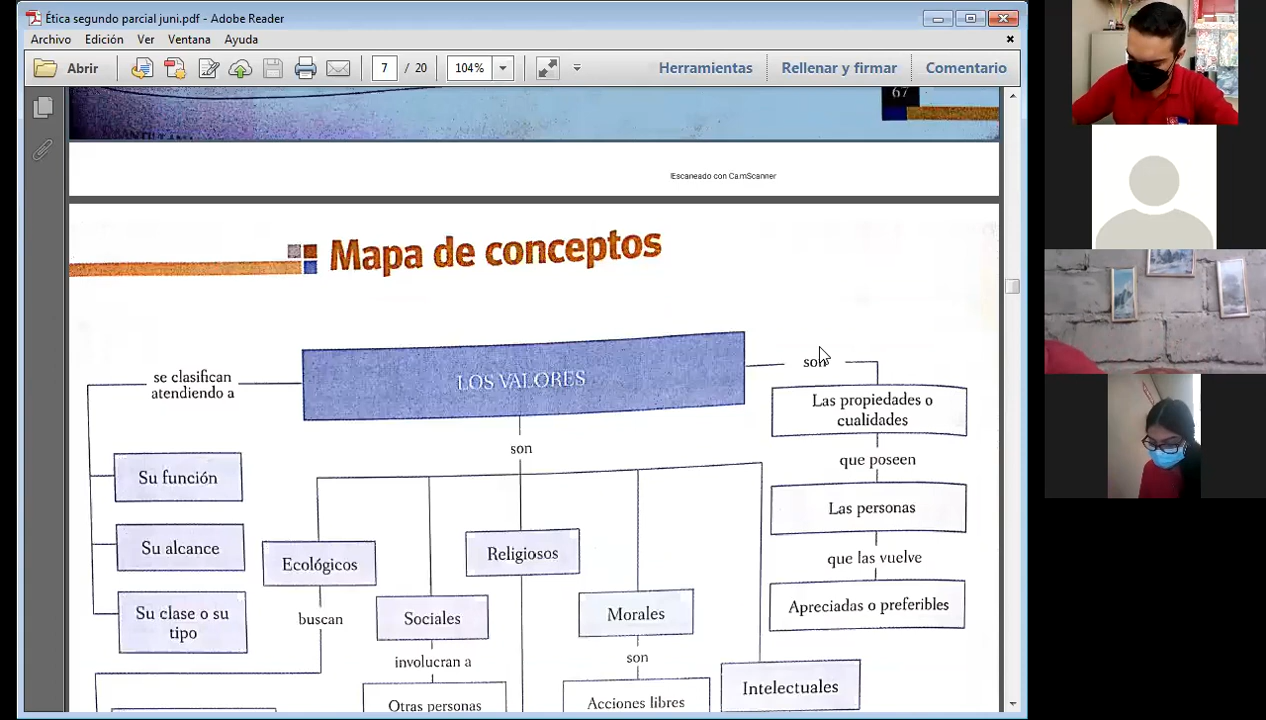 Ética segundo parcial juni.pdf - Adobe Reader
Archivo Edición Ver Ventana Ayuda
Abrir 7 / 20 104% Herramientas Rellenar y firmar Comentario
67
Escaneado con CamScanner
Mapa de conceptos
se clasifican
atendiendo a
LOS VALORES
son
Las propiedades o
cualidades
son
que poseen
Su función
Las personas
Su alcance
Ecológicos
Religiosos
que las vuelve
Su clase o su
tipo
buscan
Sociales
Morales
Apreciadas o preferibles
involucran a
son
Intelectuales
Otras personas
Acciones libres